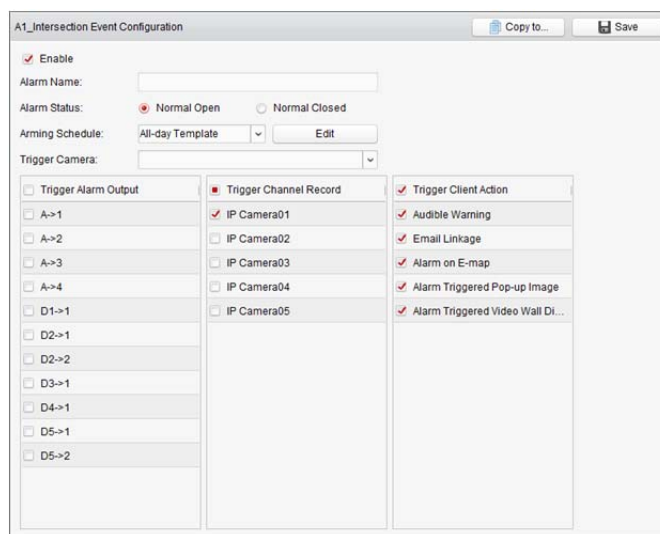 A1_Intersection Event Configuration
Copy to...
Save
Enable
Alarm Name:
Alarm Status: Normal Open Normal Closed
Arming Schedule: All-day Template Edit
Trigger Camera:
Trigger Alarm Output
A->1
A->2
A->3
A->4
D1->1
D2->1
D2->2
D3->1
D4->1
D5->1
D5->2
Trigger Channel Record
IP Camera01
IP Camera02
IP Camera03
IP Camera04
IP Camera05
Trigger Client Action
Audible Warning
Email Linkage
Alarm on E-map
Alarm Triggered Pop-up Image
Alarm Triggered Video Wall Di...